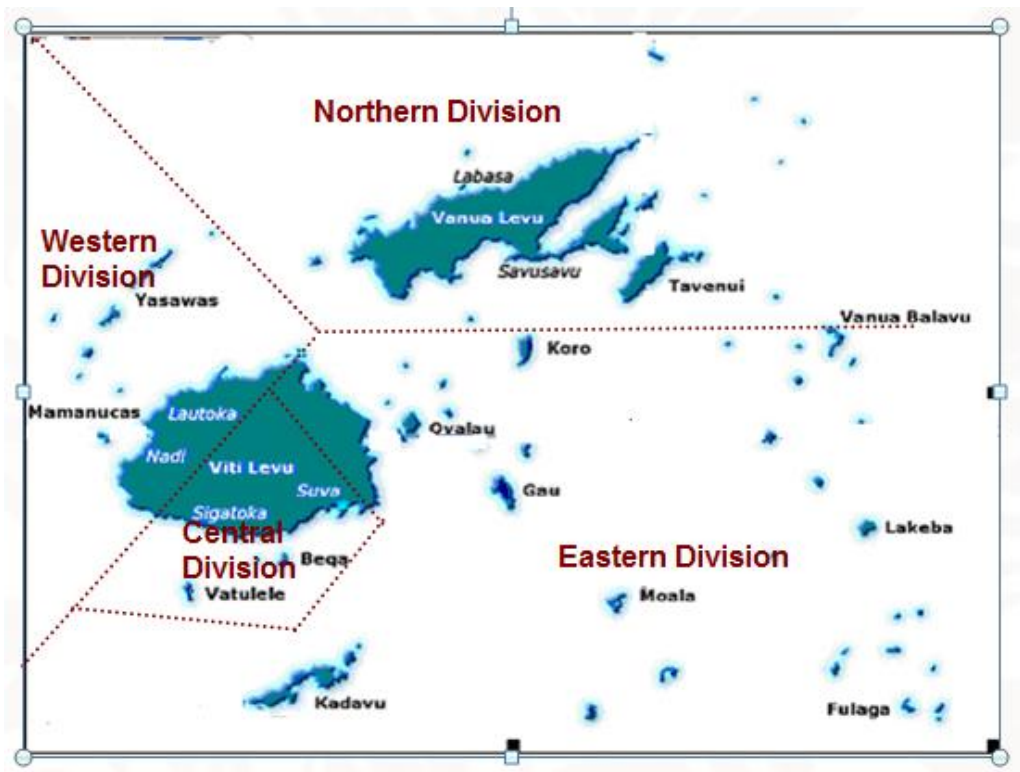 Northern Division
Labasa
Vanua Levu
Western
Division
Savusavu
Yasawas
Tavenui
Vanua Balavu
Koro
Mamanucas
Lautoka
Ovalau
Nadi
Viti Levu
Suva
Gau
Sigatoka
Central
Division
Lakeba
Beqa
Eastern Division
Vatulele
Moala
Kadavu
Fulaga